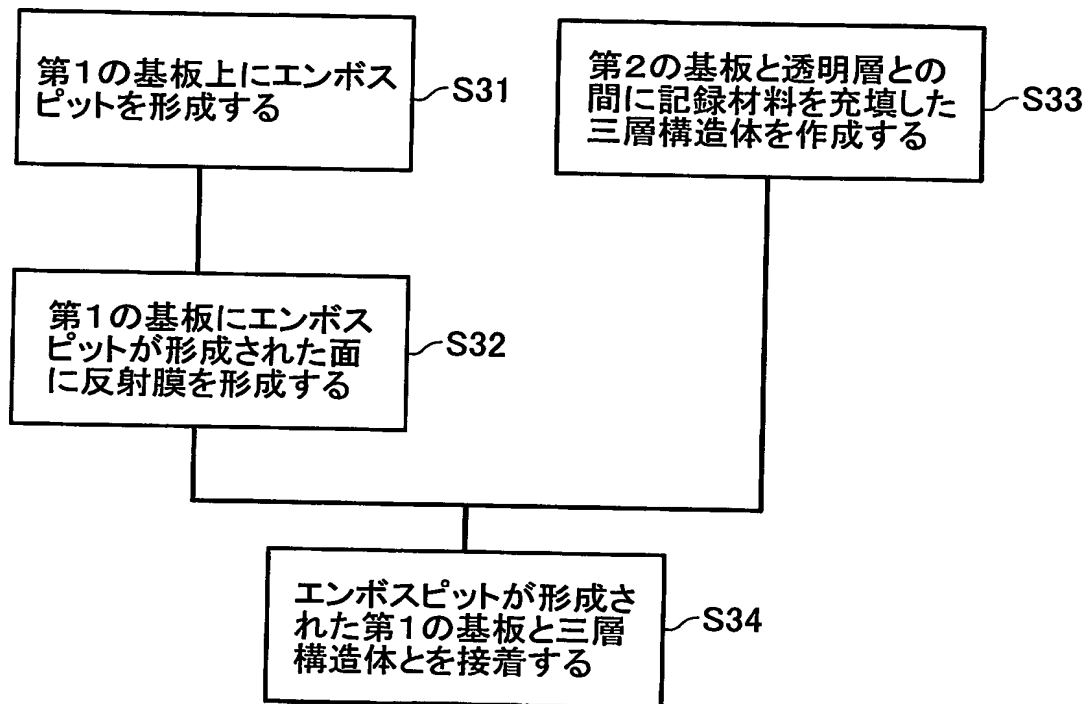 第1の基板上にエンボス
ピットを形成する
S31
第2の基板と透明層との
間に記録材料を充填した
三層構造体を作成する
S33
第1の基板にエンボス
ピットが形成された面
に反射膜を形成する
S32
エンボスピットが形成さ
れた第1の基板と三層
構造体とを接着する
S34